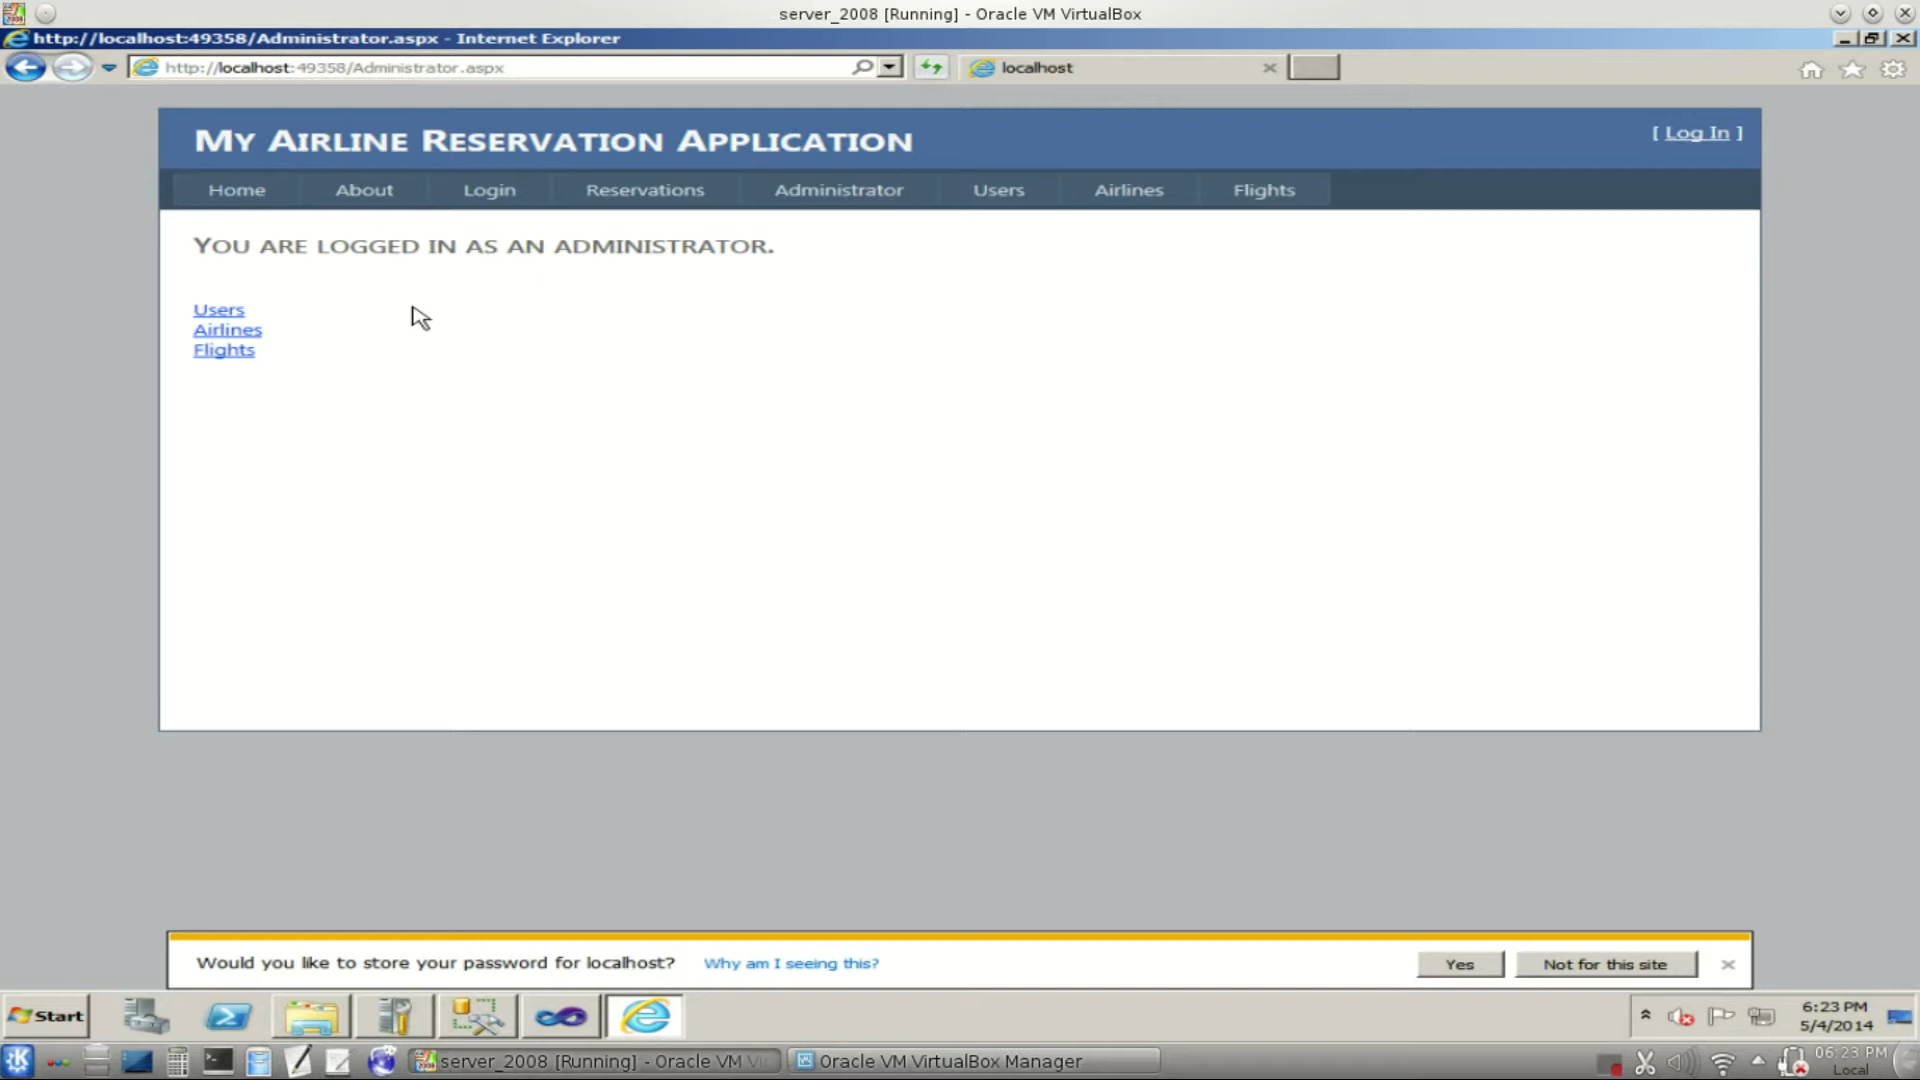 server_2008 [Running] - Oracle VM VirtualBox
http://localhost:49358/Administrator.aspx - Internet Explorer
http://localhost:49358/Administrator.aspx
localhost
My Airline Reservation Application
[ Log In ]
Home About Login Reservations Administrator Users Airlines Flights
You are logged in as an administrator.
Users
Airlines
Flights
Would you like to store your password for localhost? Why am I seeing this? Yes Not for this site
Start
6:23 PM
5/4/2014
server_2008 [Running] - Oracle VM
Oracle VM VirtualBox Manager
06:23 PM
Local